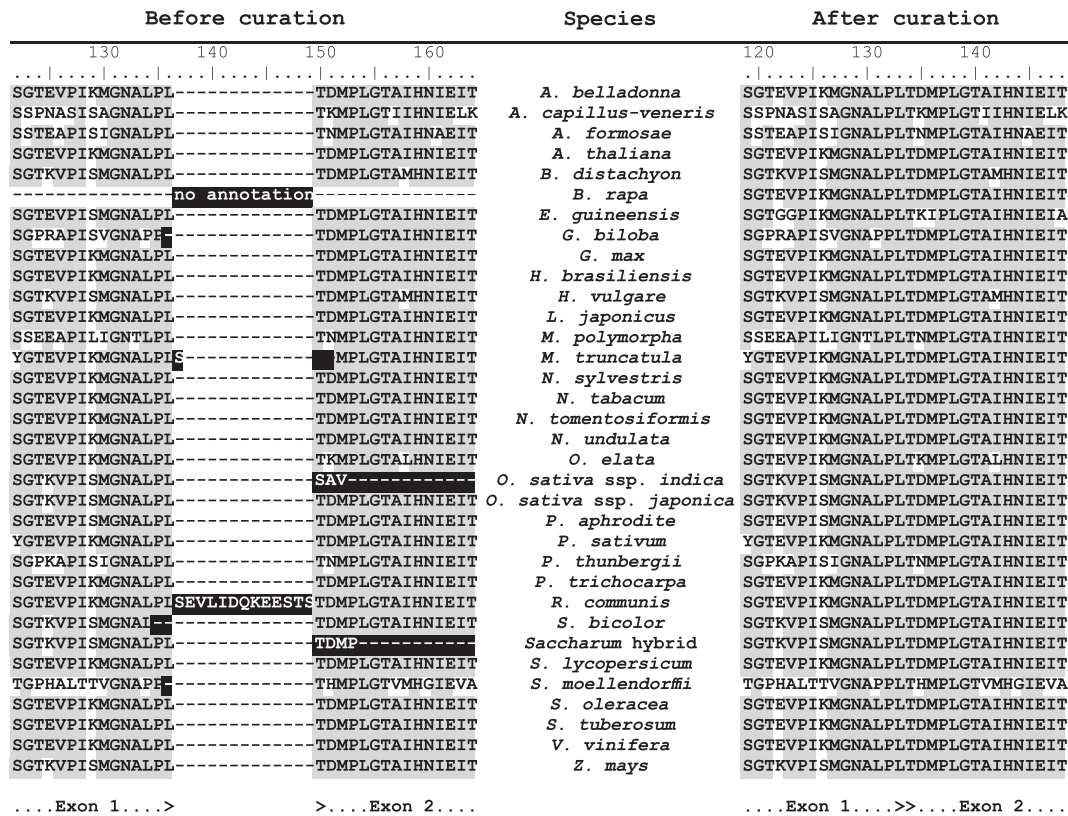 Before curation Species After curation
130 140 150 160 120 130 140
SGTEVPIKMGNALPL-------------TDMPLGTAIHNIEIT A. belladonna SGTEVPIKMGNALPLTDMPLGTAIHNIEIT
SSPNASISAGNALPL-------------TKMPLGTIIHNIELK A. capillus-veneris SSPNASISAGNALPLTKMPLGTIIHNIELK
SSTEAPISIGNALPL-------------TNMPLGTAIHNAEIT A. formosae SSTEAPISIGNALPLTNMPLGTAIHNAEIT
SGTEVPIKMGNALPL-------------TDMPLGTAIHNIEIT A. thaliana SGTEVPIKMGNALPLTDMPLGTAIHNIEIT
SGTKVPISMGNALPL-------------TDMPLGTAMHNIEIT B. distachyon SGTKVPISMGNALPLTDMPLGTAMHNIEIT
---------------no annotation--------------- B. rapa SGTEVPIKMGNALPLTDMPLGTAIHNIEIT
SGTEVPIKMGNALPL-------------TDMPLGTAIHNIEIT E. guineensis SGTGGPIKMGNALPLTKIPLGTAIHNIEIA
SGPRAPISVGNAPP--------------TDMPLGTAIHNIEIT G. biloba SGPRAPISVGNAPPLTDMPLGTAIHNIEIT
SGTEVPIKMGNALPL-------------TDMPLGTAIHNIEIT G. max SGTEVPIKMGNALPLTDMPLGTAIHNIEIT
SGTEVPIKMGNALPL-------------TDMPLGTAIHNIEIT H. brasiliensis SGTEVPIKMGNALPLTDMPLGTAIHNIEIT
SGTKVPISMGNALPL-------------TDMPLGTAMHNIEIT H. vulgare SGTKVPISMGNALPLTDMPLGTAMHNIEIT
SGTEVPIKMGNALPL-------------TDMPLGTAIHNIEIT L. japonicus SGTEVPIKMGNALPLTDMPLGTAIHNIEIT
SSEEAPILIGNTLPL-------------TNMPLGTAIHNIEIT M. polymorpha SSEEAPILIGNTLPLTNMPLGTAIHNIEIT
YGTEVPIKMGNALPLS------------  MPLGTAIHNIEIT M. truncatula YGTEVPIKMGNALPLTDMPLGTAIHNIEIT
SGTEVPIKMGNALPL-------------TDMPLGTAIHNIEIT N. sylvestris SGTEVPIKMGNALPLTDMPLGTAIHNIEIT
SGTEVPIKMGNALPL-------------TDMPLGTAIHNIEIT N. tabacum SGTEVPIKMGNALPLTDMPLGTAIHNIEIT
SGTEVPIKMGNALPL-------------TDMPLGTAIHNIEIT N. tomentosiformis SGTEVPIKMGNALPLTDMPLGTAIHNIEIT
SGTEVPIKMGNALPL-------------TDMPLGTAIHNIEIT N. undulata SGTEVPIKMGNALPLTDMPLGTAIHNIEIT
SGTEVPIKMGNALPL-------------TKMPLGTALHNIEIT O. elata SGTEVPIKMGNALPLTKMPLGTALHNIEIT
SGTKVPISMGNALPL-------------SAV------------ O. sativa ssp. indica SGTKVPISMGNALPLTDMPLGTAIHNIEIT
SGTKVPISMGNALPL-------------TDMPLGTAIHNIEIT O. sativa ssp. japonica SGTKVPISMGNALPLTDMPLGTAIHNIEIT
SGTEVPISMGNALPL-------------TDMPLGTAIHNIEIT P. aphrodite SGTEVPISMGNALPLTDMPLGTAIHNIEIT
YGTEVPIKMGNALPL-------------TDMPLGTAIHNIEIT P. sativum YGTEVPIKMGNALPLTDMPLGTAIHNIEIT
SGPKAPISIGNALPL-------------TNMPLGTAIHNIEIT P. thunbergii SGPKAPISIGNALPLTNMPLGTAIHNIEIT
SGTEVPIKMGNALPL-------------TDMPLGTAIHNIEIT P. trichocarpa SGTEVPIKMGNALPLTDMPLGTAIHNIEIT
SGTEVPIKMGNALPLSEVLIDQKEESTSTDMPLGTAIHNIEIT R. communis SGTEVPIKMGNALPLTDMPLGTAIHNIEIT
SGTKVPISMGNAL---------------TDMPLGTAIHNIEIT S. bicolor SGTKVPISMGNALPLTDMPLGTAIHNIEIT
SGTKVPISMGNALPL-------------TDMP----------- Saccharum hybrid SGTKVPISMGNALPLTDMPLGTAIHNIEIT
SGTEVPIKMGNALPL-------------TDMPLGTAIHNIEIT S. lycopersicum SGTEVPIKMGNALPLTDMPLGTAIHNIEIT
TGPHALTTVGNAPP--------------THMPLGTVMHGIEVA S. moellendorffii TGPHALTTVGNAPPLTHMPLGTVMHGIEVA
SGTEVPIKMGNALPL-------------TDMPLGTAIHNIEIT S. oleracea SGTEVPIKMGNALPLTDMPLGTAIHNIEIT
SGTEVPIKMGNALPL-------------TDMPLGTAIHNIEIT S. tuberosum SGTEVPIKMGNALPLTDMPLGTAIHNIEIT
SGTEVPIKMGNALPL-------------TDMPLGTAIHNIEIT V. vinifera SGTEVPIKMGNALPLTDMPLGTAIHNIEIT
SGTKVPISMGNALPL-------------TDMPLGTAIHNIEIT Z. mays SGTKVPISMGNALPLTDMPLGTAIHNIEIT
....Exon 1....> >....Exon 2.... ....Exon 1....>>....Exon 2....